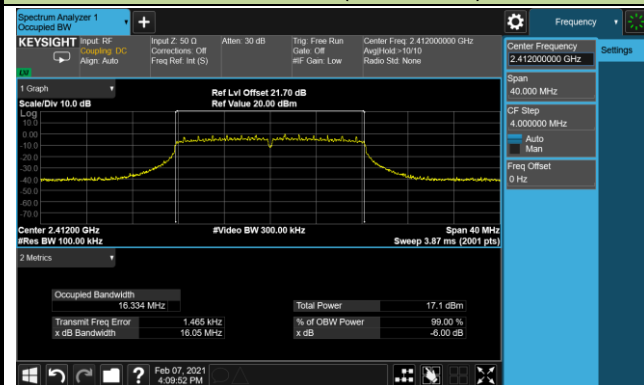 Spectrum Analyzer 1
Occupied BW
+
Frequency
KEYSIGHT
Input: RF
Coupling: DC
Align: Auto
Input Z: 50 Ω
Corrections: Off
Freq Ref: Int (S)
Atten: 30 dB
Trig: Free Run
Gate: Off
#IF Gain: Low
Center Freq: 2.412000000 GHz
Avg|Hold:>10/10
Radio Std: None
Center Frequency
2.412000000 GHz
Settings
Span
40.000 MHz
CF Step
4.000000 MHz
Auto
Man
Freq Offset
0 Hz
1 Graph
Scale/Div 10.0 dB
Ref Lvl Offset 21.70 dB
Ref Value 20.00 dBm
Log
10.0
0.00
-10.0
-20.0
-30.0
-40.0
-50.0
-60.0
-70.0
Center 2.41200 GHz
#Res BW 100.00 kHz
#Video BW 300.00 kHz
Span 40 MHz
Sweep 3.87 ms (2001 pts)
2 Metrics
Occupied Bandwidth
16.334 MHz
Total Power 17.1 dBm
Transmit Freq Error 1.465 kHz
% of OBW Power 99.00 %
x dB Bandwidth 16.05 MHz
x dB -6.00 dB
?
Feb 07, 2021
4:09:52 PM